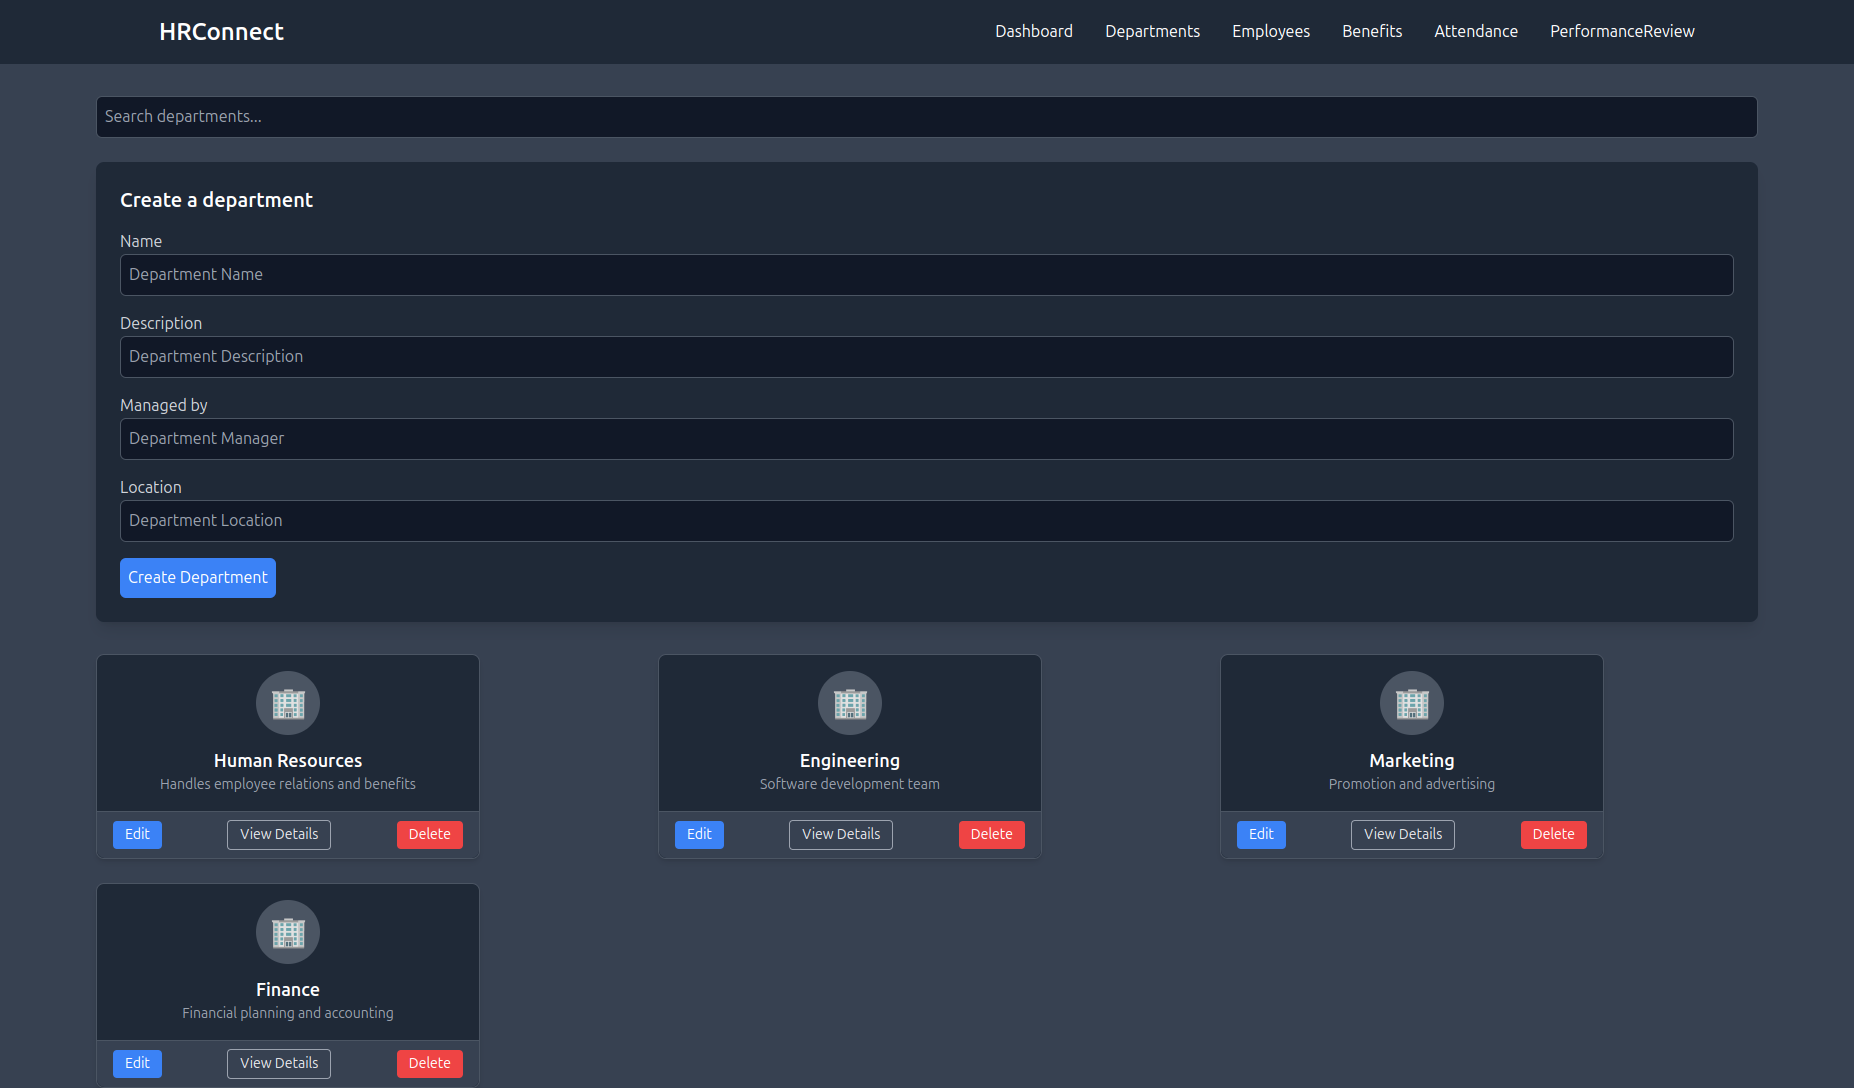 HRConnect
Dashboard Departments Employees Benefits Attendance PerformanceReview
Search departments...
Create a department
Name
Department Name
Description
Department Description
Managed by
Department Manager
Location
Department Location
Create Department
Human Resources
Handles employee relations and benefits
Edit View Details Delete
Engineering
Software development team
Edit View Details Delete
Marketing
Promotion and advertising
Edit View Details Delete
Finance
Financial planning and accounting
Edit View Details Delete